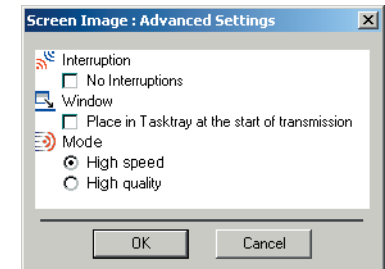 Screen Image : Advanced Settings
Interruption
No Interruptions
Window
Place in Tasktray at the start of transmission
Mode
High speed
High quality
OK
Cancel